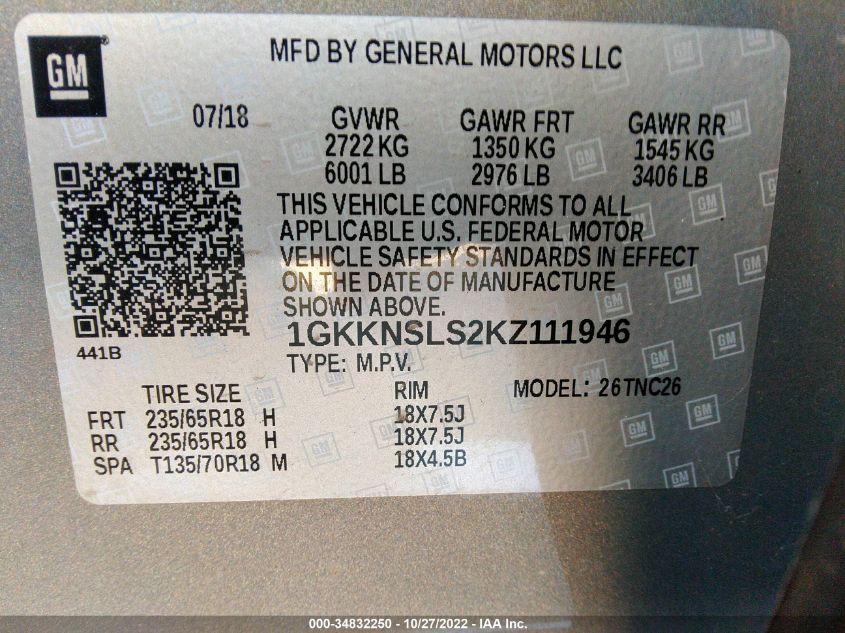 GM ® MFD BY GENERAL MOTORS LLC
07/18 GVWR GAWR FRT GAWR RR
2722 KG 1350 KG 1545 KG
6001 LB 2976 LB 3406 LB
THIS VEHICLE CONFORMS TO ALL
APPLICABLE U.S. FEDERAL MOTOR
VEHICLE SAFETY STANDARDS IN EFFECT
ON THE DATE OF MANUFACTURE
SHOWN ABOVE.
1GKKNSLS2KZ111946
441B TYPE: M.P.V.
TIRE SIZE RIM MODEL: 26TNC26
FRT 235/65R18 H 18X7.5J
RR 235/65R18 H 18X7.5J
SPA T135/70R18 M 18X4.5B
000-34832250 - 10/27/2022 - IAA Inc.